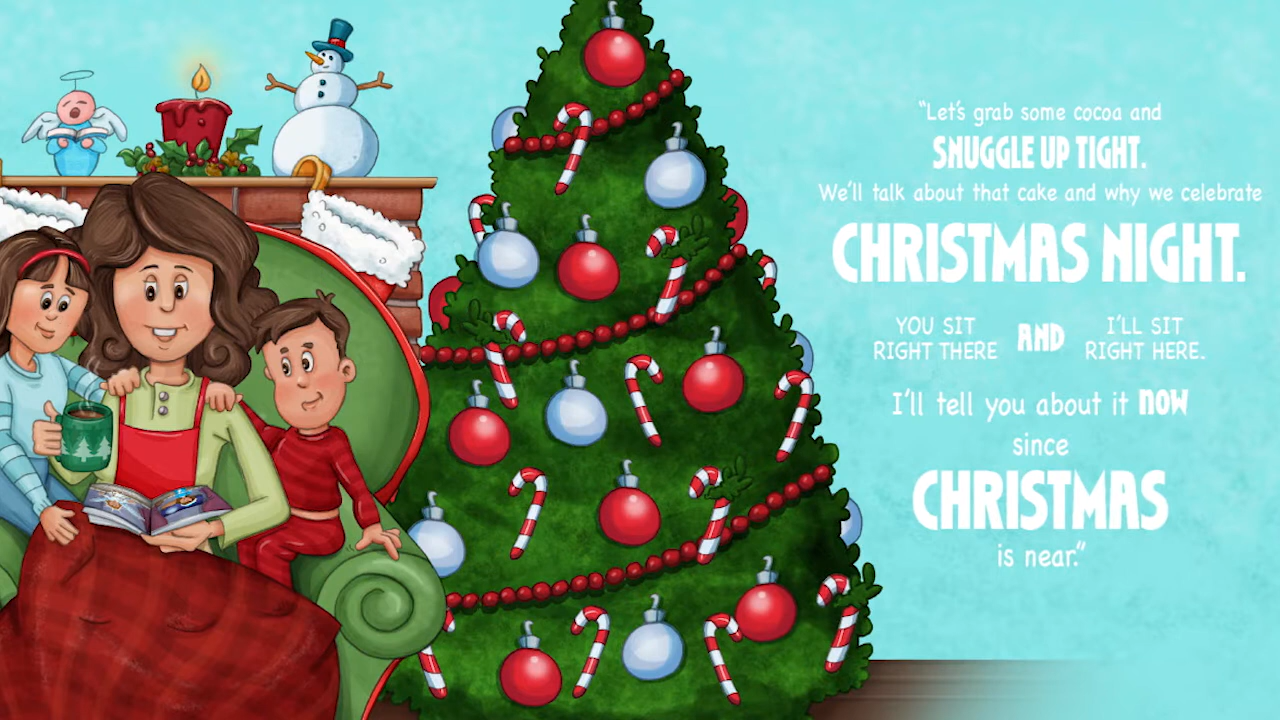 “Let's grab some cocoa and
SNUGGLE UP TIGHT.
We'll talk about that cake and why we celebrate
CHRISTMAS NIGHT.
YOU SIT
RIGHT THERE
AND
I'LL SIT
RIGHT HERE.
I'll tell you about it NOW
since
CHRISTMAS
is near.”